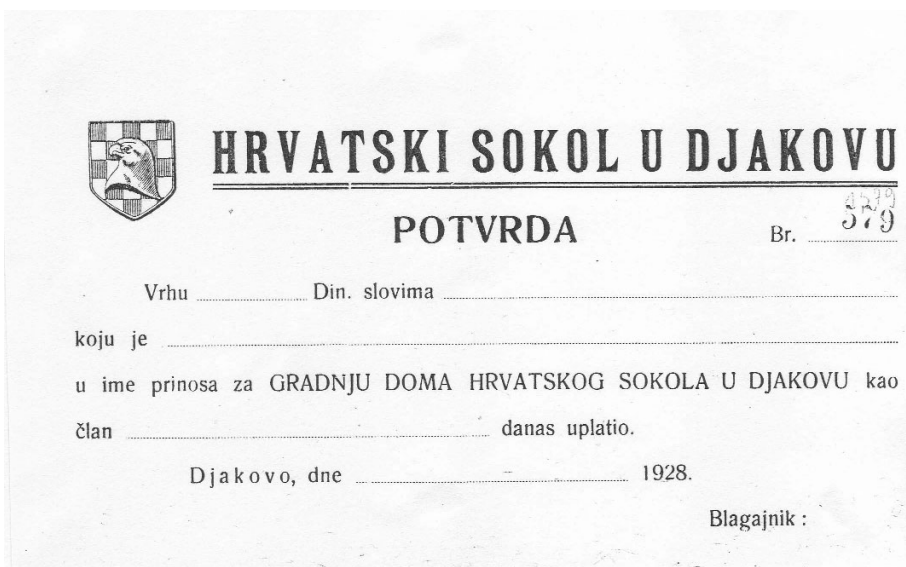 HRVATSKI SOKOL U DJAKOVU
POTVRDA
Br. 579
Vrhu Din. slovima
koju je
u ime prinosa za GRADNJU DOMA HRVATSKOG SOKOLA U DJAKOVU kao
član danas uplatio.
Djakovo, dne 1928.
Blagajnik :